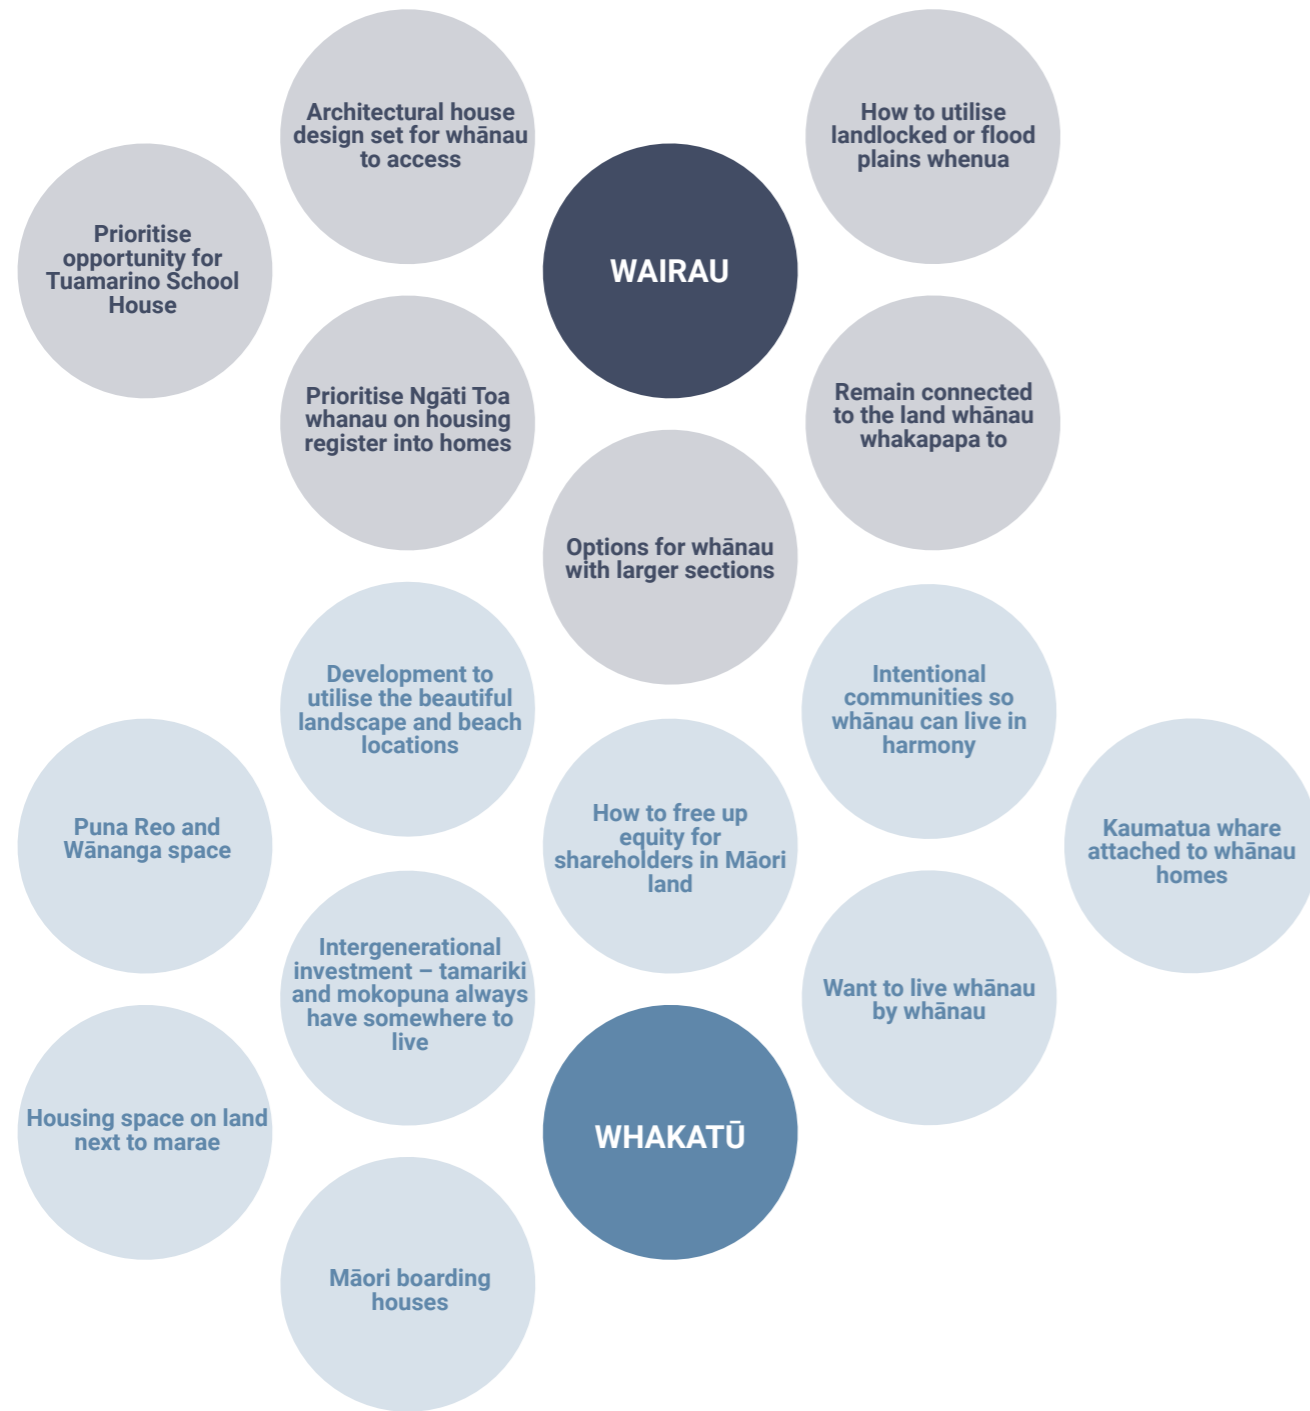 Architectural house
design set for whānau
to access
How to utilise
landlocked or flood
plains whenua
Prioritise
opportunity for
Tuamarino School
House
WAIRAU
Prioritise Ngāti Toa
whanau on housing
register into homes
Remain connected
to the land whānau
whakapapa to
Options for whānau
with larger sections
Development to
utilise the beautiful
landscape and beach
locations
Intentional
communities so
whānau can live in
harmony
Puna Reo and
Wānanga space
How to free up
equity for
shareholders in Māori
land
Kaumatua whare
attached to whānau
homes
Intergenerational
investment – tamariki
and mokopuna always
have somewhere to
live
Want to live whānau
by whānau
Housing space on land
next to marae
WHAKATŪ
Māori boarding
houses